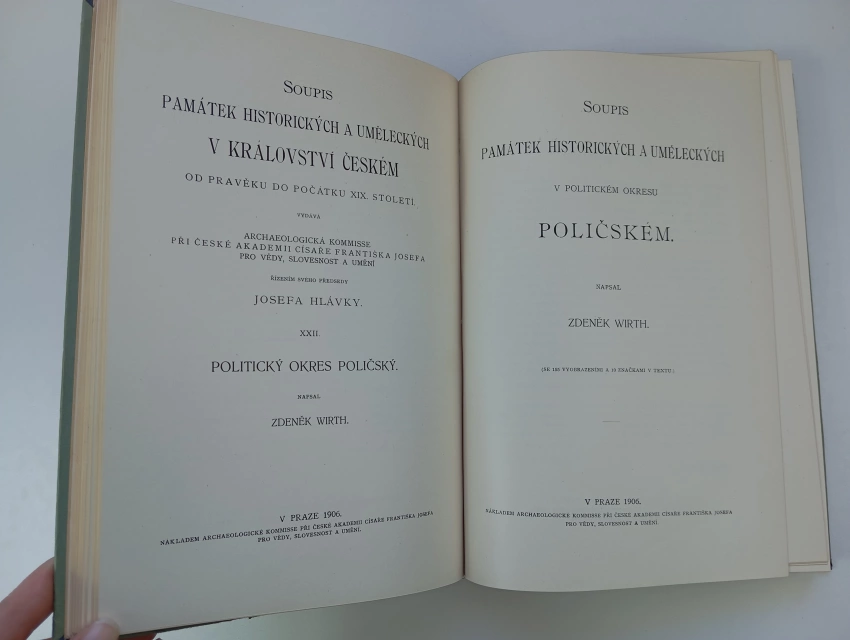 SOUPIS
PAMÁTEK HISTORICKÝCH A UMĚLECKÝCH
V KRÁLOVSTVÍ ČESKÉM
OD PRAVĚKU DO POČÁTKU XIX. STOLETÍ.
VYDÁVÁ
ARCHAEOLOGICKÁ KOMMISSE
PŘI ČESKÉ AKADEMII CÍSAŘE FRANTIŠKA JOSEFA
PRO VĚDY, SLOVESNOST A UMĚNÍ
ŘÍZENÍM SVÉHO PŘEDSEDY
JOSEFA HLÁVKY.
XXII.
POLITICKÝ OKRES POLIČSKÝ.
NAPSAL
ZDENĚK WIRTH.
V PRAZE 1906.
NÁKLADEM ARCHAEOLOGICKÉ KOMMISSE PŘI ČESKÉ AKADEMII CÍSAŘE FRANTIŠKA JOSEFA
PRO VĚDY, SLOVESNOST A UMĚNÍ.
SOUPIS
PAMÁTEK HISTORICKÝCH A UMĚLECKÝCH
V POLITICKÉM OKRESU
POLIČSKÉM.
NAPSAL
ZDENĚK WIRTH.
(SE VYOBRAZENÍMI A ZNAČKAMI V TEXTU.)
V PRAZE 1906.
NÁKLADEM ARCHAEOLOGICKÉ KOMMISSE PŘI ČESKÉ AKADEMII CÍSAŘE FRANTIŠKA JOSEFA
PRO VĚDY, SLOVESNOST A UMĚNÍ